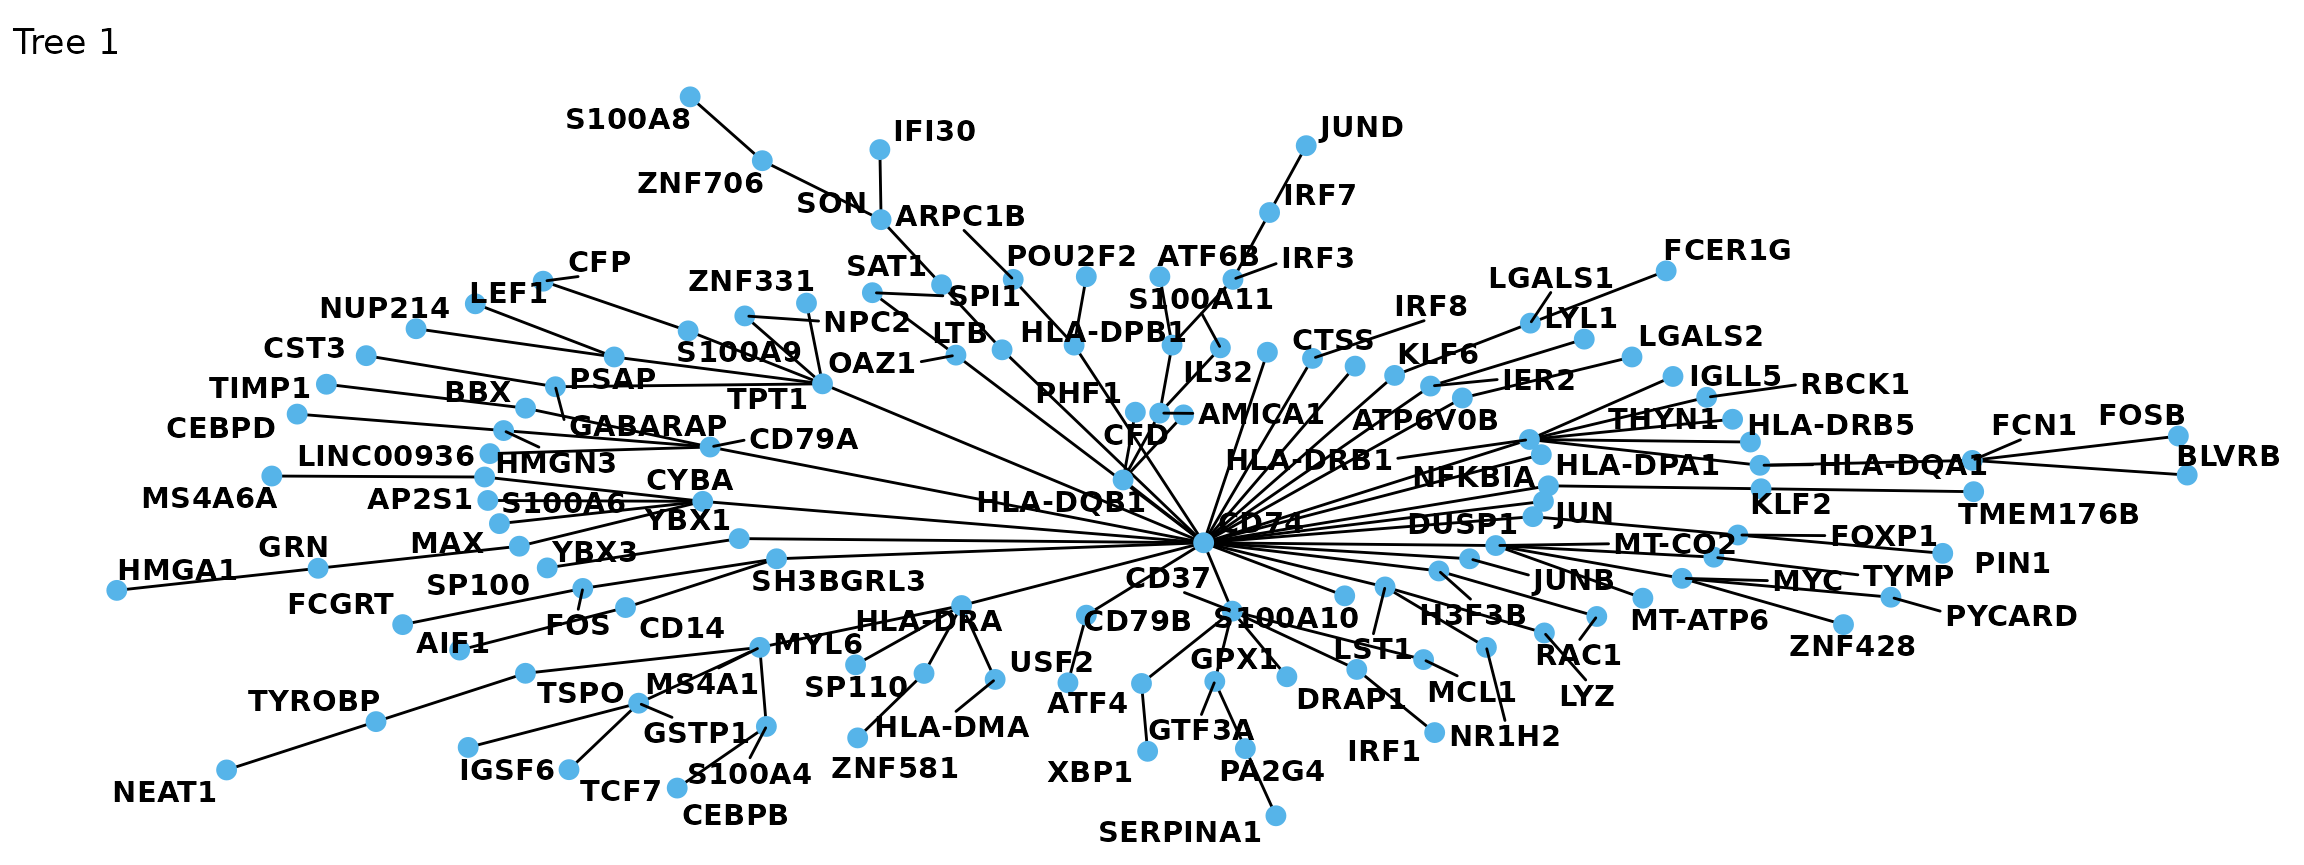 Tree 1
S100A8
IFI30
JUND
ZNF706
SON
ARPC1B
IRF7
CFP
SAT1
POU2F2
ATF6B
IRF3
FCER1G
LEF1
ZNF331
SPI1
S100A11
LGALS1
NUP214
NPC2
LTB
HLA-DPB1
IRF8
LYL1
CST3
S100A9
OAZ1
CTSS
KLF6
LGALS2
TIMP1
BBX
PSAP
TPT1
PHF1
IL32
IER2
IGLL5
RBCK1
CEBPD
GABARAP
CD79A
CFD
AMICA1
ATP6V0B
THYN1
HLA-DRB5
FCN1
FOSB
LINC00936
HMGN3
HLA-DRB1
HLA-DPA1
HLA-DQA1
BLVRB
MS4A6A
AP2S1
S100A6
CYBA
HLA-DQB1
NFKBIA
KLF2
TMEM176B
YBX1
CD74
DUSP1
JUN
GRN
MAX
YBX3
MT-CO2
FOXP1
PIN1
HMGA1
SP100
SH3BGRL3
CD37
JUNB
MYC
TYMP
FCGRT
AIF1
FOS
CD14
HLA-DRA
CD79B
S100A10
H3F3B
MT-ATP6
PYCARD
MYL6
LST1
RAC1
ZNF428
TYROBP
TSPO
MS4A1
SP110
USF2
GPX1
DRAP1
MCL1
LYZ
GSTP1
HLA-DMA
ATF4
GTF3A
IRF1
NR1H2
NEAT1
IGSF6
TCF7
S100A4
ZNF581
XBP1
PA2G4
CEBPB
SERPINA1